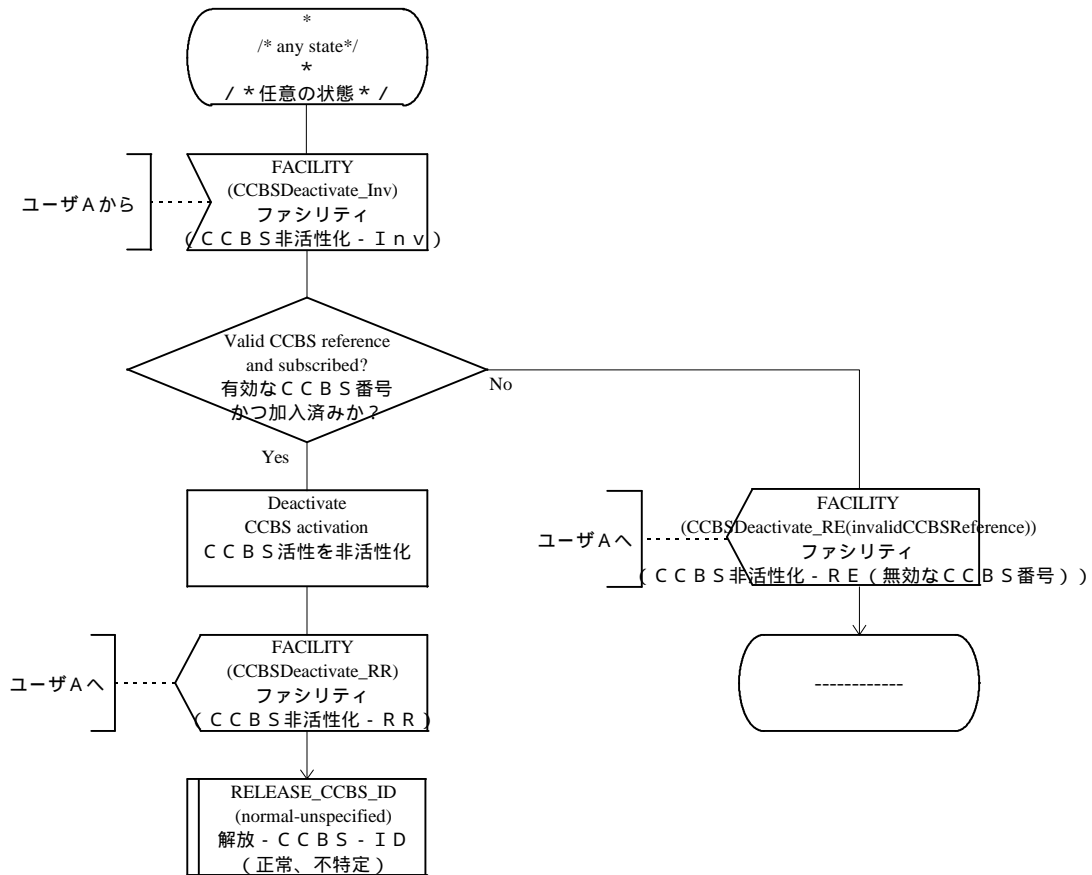 *
/* any state*/
＊
/＊任意の状態＊/
ユーザＡから
FACILITY
(CCBSDeactivate_Inv)
ファシリティ
(ＣＣＢＳ非活性化‐Ｉｎｖ)
Valid CCBS reference
and subscribed?
有効なＣＣＢＳ番号
かつ加入済みか？
No
Yes
Deactivate
CCBS activation
ＣＣＢＳ活性を非活性化
ユーザＡへ
FACILITY
(CCBSDeactivate_RE(invalidCCBSReference))
ファシリティ
(ＣＣＢＳ非活性化‐ＲＥ(無効なＣＣＢＳ番号))
ユーザＡへ
FACILITY
(CCBSDeactivate_RR)
ファシリティ
(ＣＣＢＳ非活性化‐ＲＲ)
------------
RELEASE_CCBS_ID
(normal-unspecified)
解放‐ＣＣＢＳ‐ＩＤ
(正常、不特定)